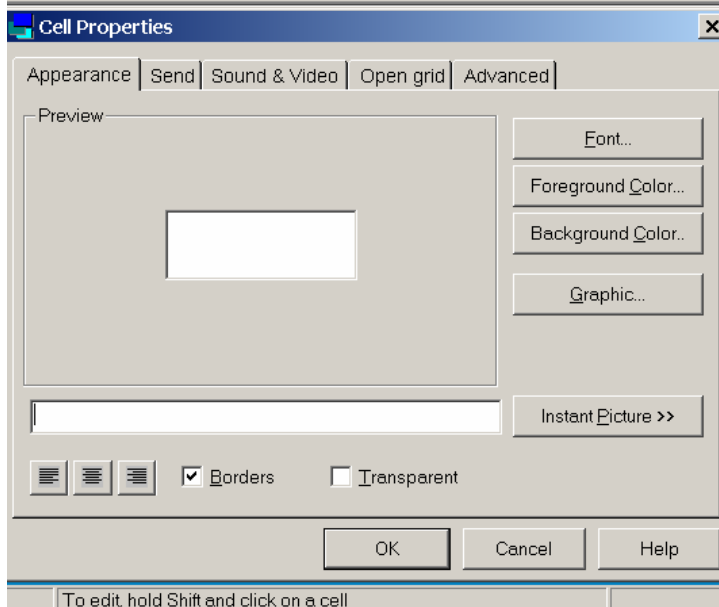 Cell Properties
Appearance Send Sound & Video Open grid Advanced
Preview
Font...
Foreground Color...
Background Color..
Graphic...
Instant Picture >>
Borders Transparent
OK Cancel Help
To edit, hold Shift and click on a cell